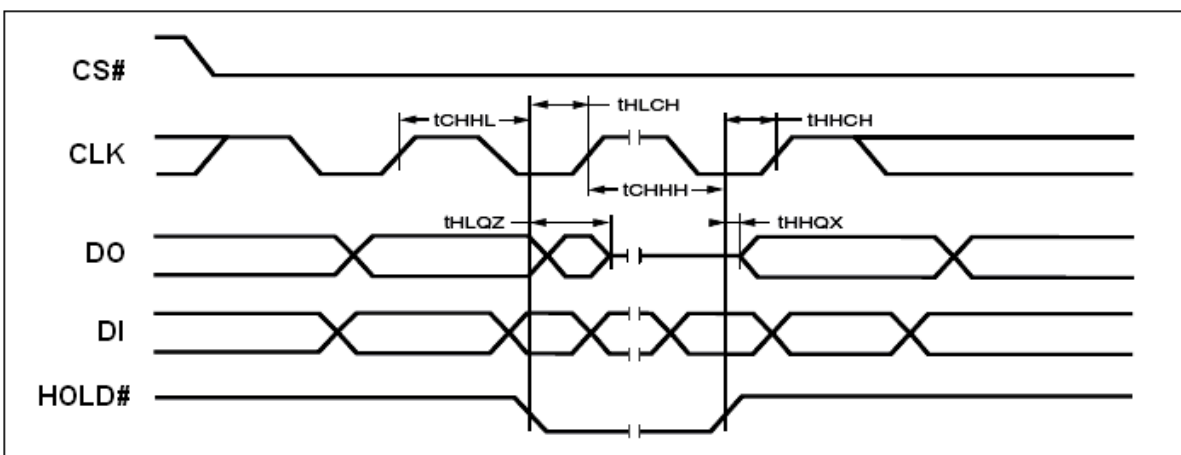 CS#
tHLCH
tCHHL
tHHCH
CLK
tCHHH
tHLQZ
tHHQX
DO
DI
HOLD#